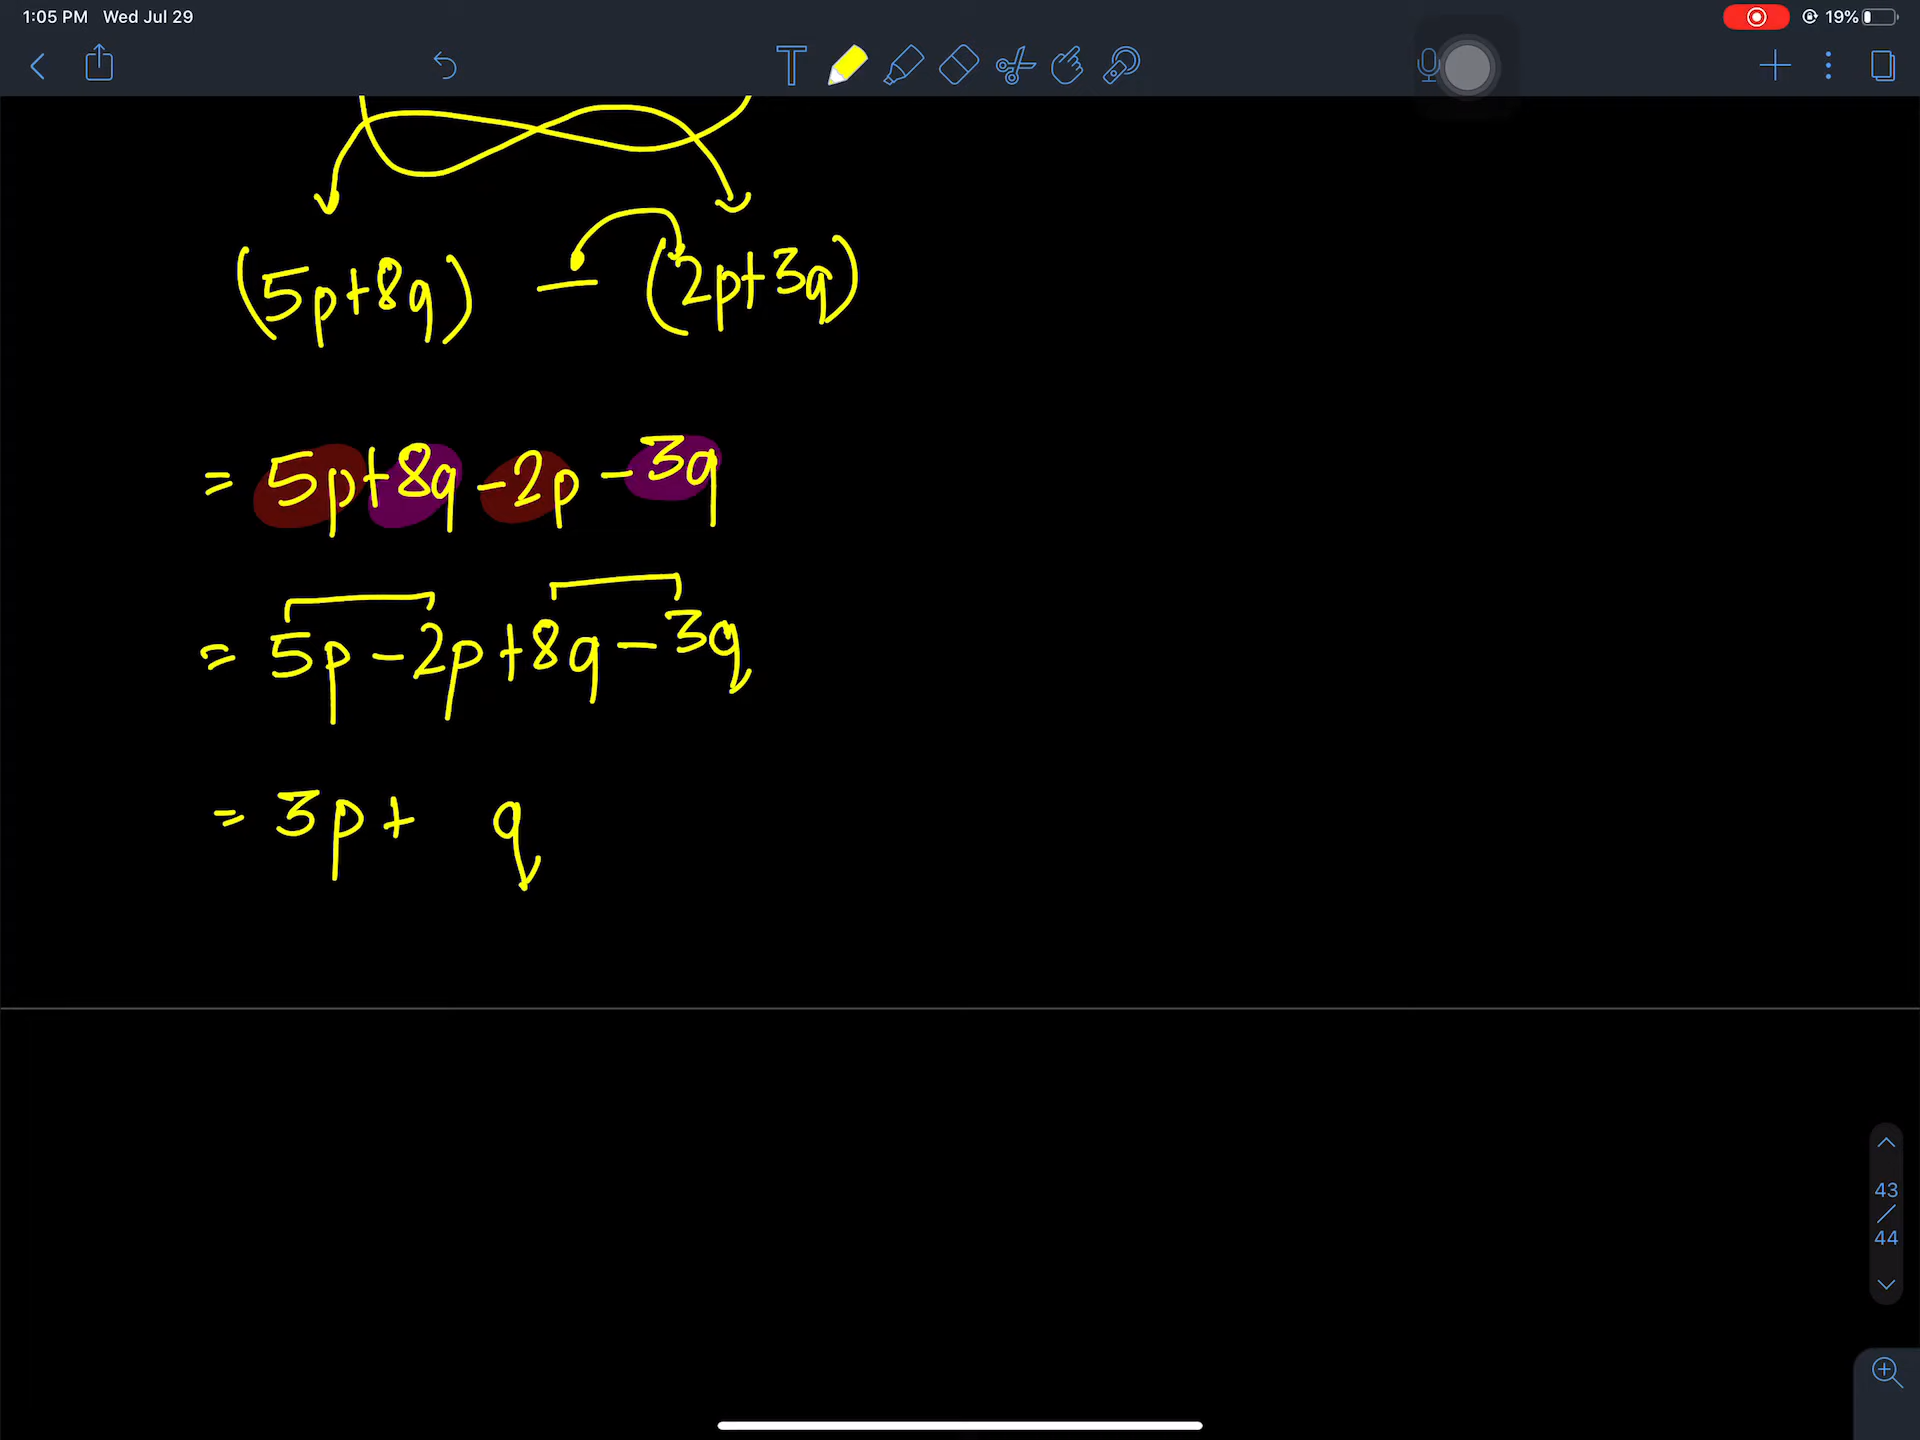 1:05 PM Wed Jul 29
19%
(5p+8q) - (2p+3q)
= 5p+8q-2p-3q
= 5p-2p+8q-3q
= 3p+ q
43
/
44